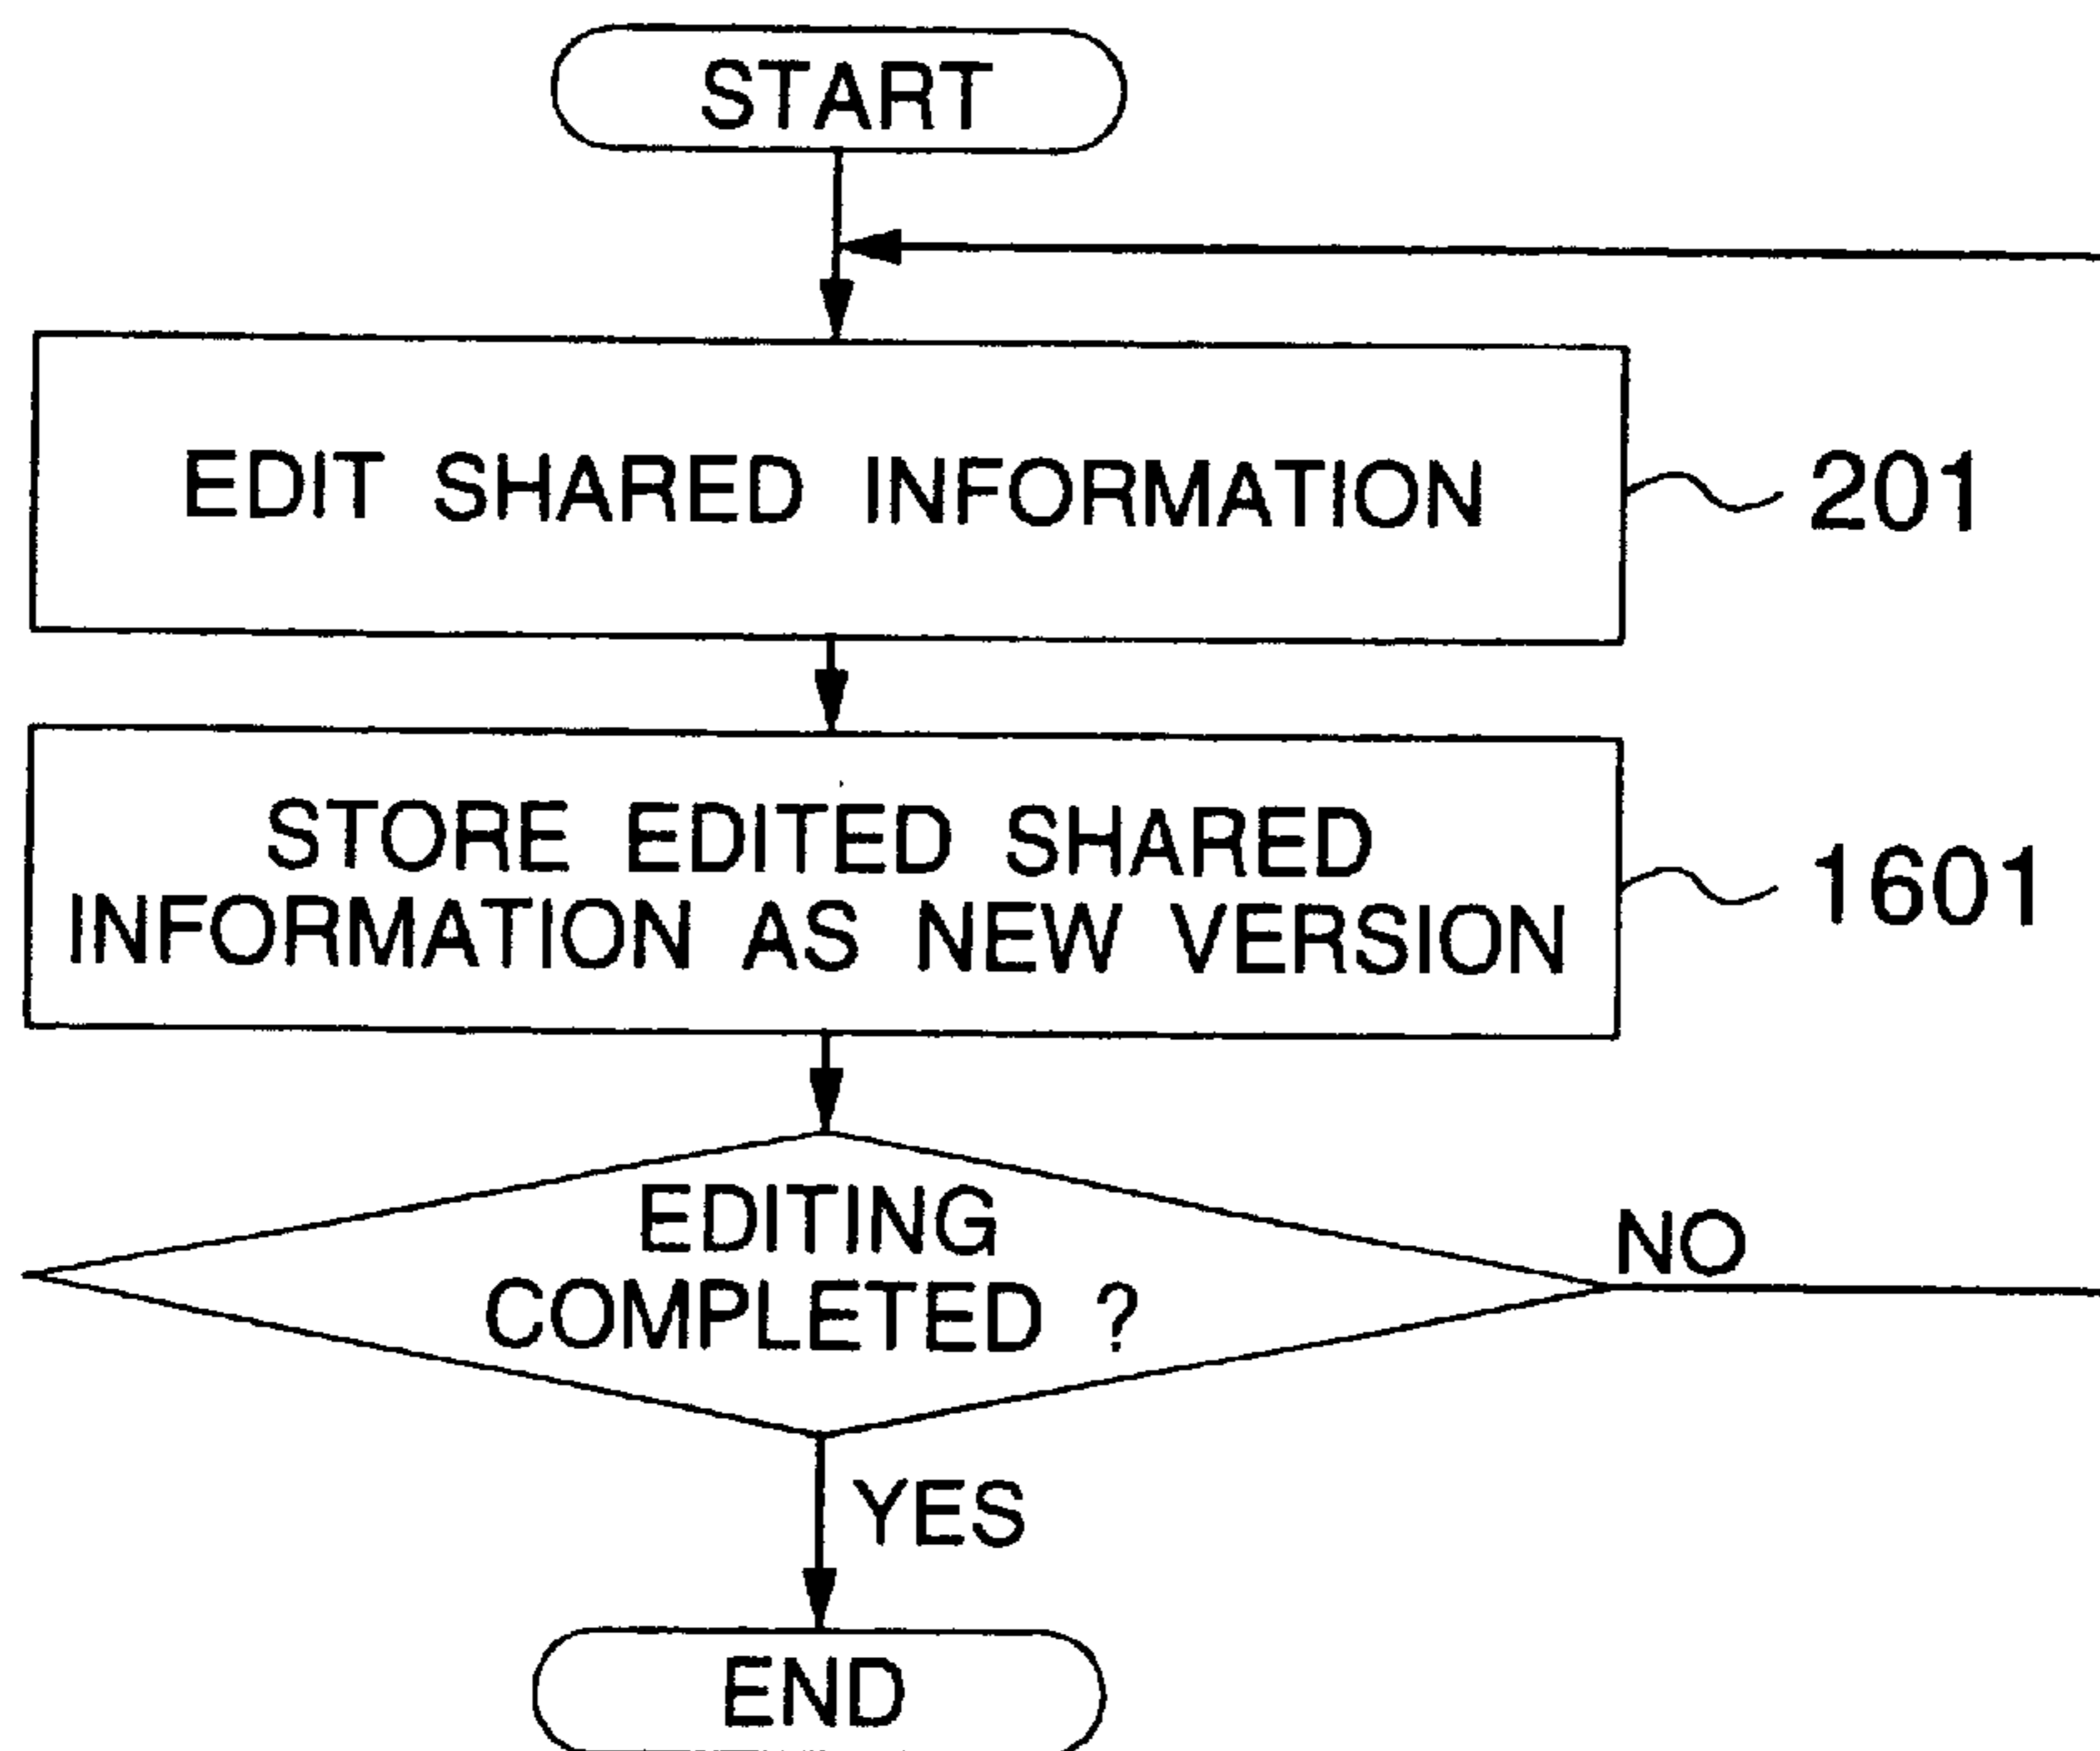 START
EDIT SHARED INFORMATION
201
STORE EDITED SHARED
INFORMATION AS NEW VERSION
1601
EDITING
COMPLETED ?
NO
YES
END